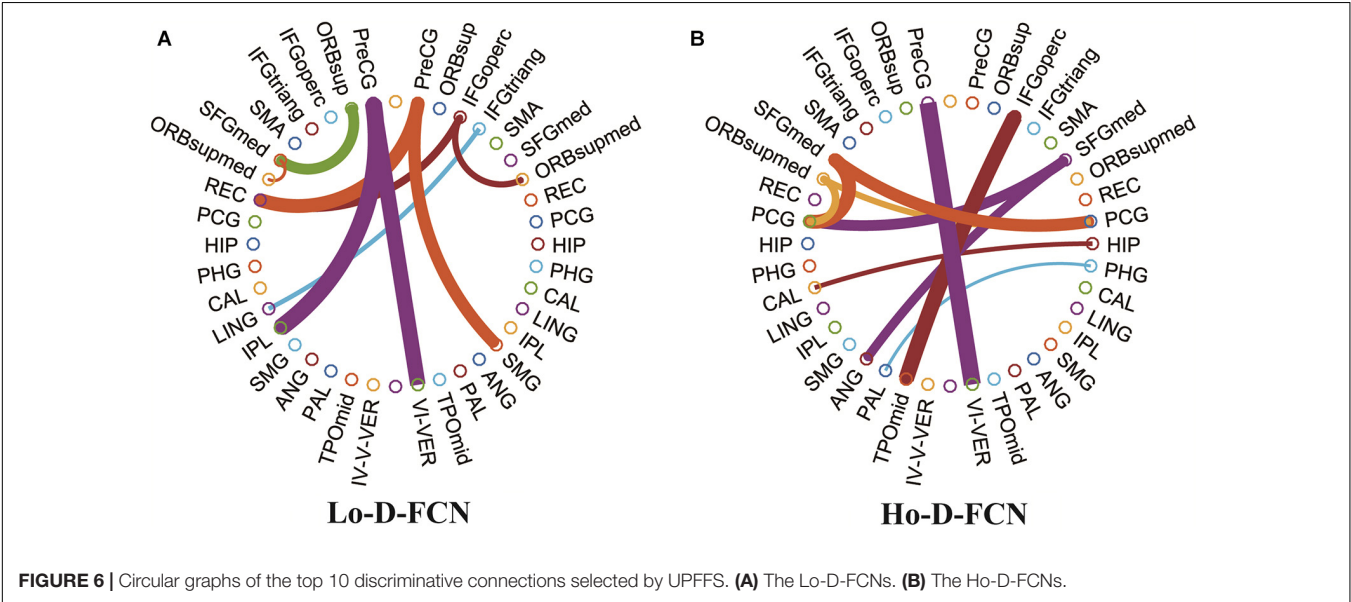 A
PreCG
ORBsup
IFGoperc
IFGtriang
SMA
SFGmed
ORBsupmed
REC
PCG
HIP
PHG
CAL
LING
IPL
SMG
ANG
PAL
TPOmid
IV-V-VER
PreCG
ORBsup
IFGoperc
IFGtriang
SMA
SFGmed
ORBsupmed
REC
PCG
HIP
PHG
CAL
LING
IPL
SMG
ANG
PAL
TPOmid
VI-VER
Lo-D-FCN
B
PreCG
ORBsup
IFGoperc
IFGtriang
SMA
SFGmed
ORBsupmed
REC
PCG
HIP
PHG
CAL
LING
IPL
SMG
ANG
PAL
TPOmid
IV-V-VER
PreCG
ORBsup
IFGoperc
IFGtriang
SMA
SFGmed
ORBsupmed
REC
PCG
HIP
PHG
CAL
LING
IPL
SMG
ANG
PAL
TPOmid
VI-VER
Ho-D-FCN
FIGURE 6 | Circular graphs of the top 10 discriminative connections selected by UPFFS. (A) The Lo-D-FCNs. (B) The Ho-D-FCNs.